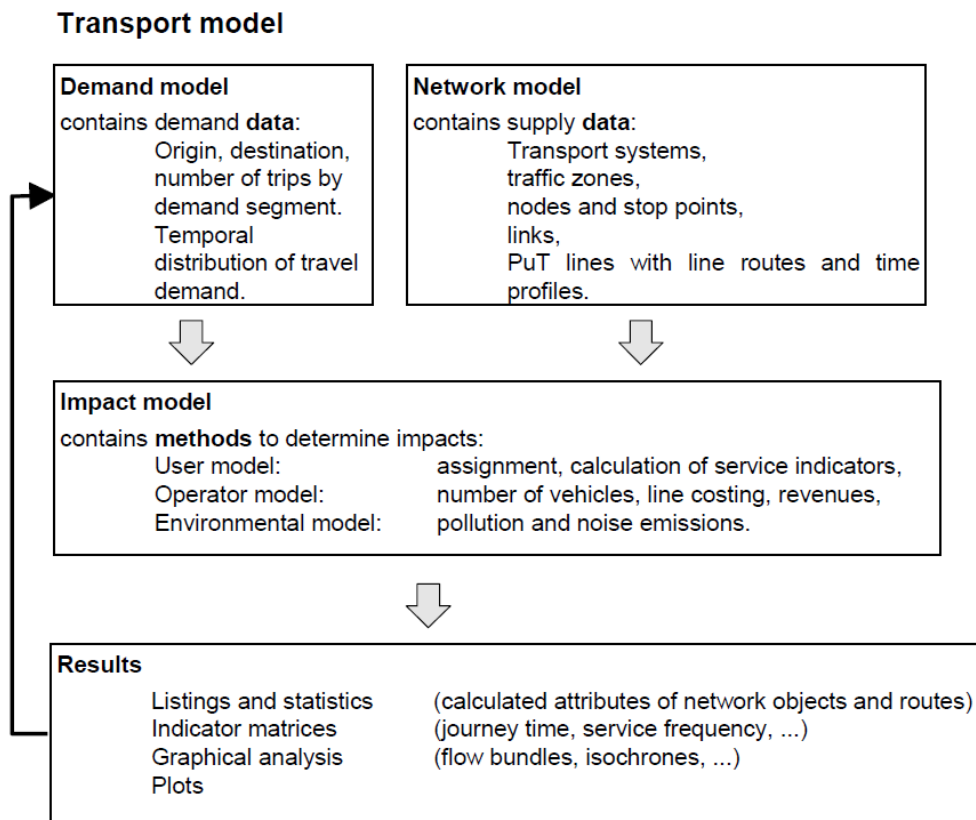 Transport model
Demand model
contains demand data:
Origin, destination,
number of trips by
demand segment.
Temporal
distribution of travel
demand.
Network model
contains supply data:
Transport systems,
traffic zones,
nodes and stop points,
links,
PuT lines with line routes and time
profiles.
Impact model
contains methods to determine impacts:
User model: assignment, calculation of service indicators,
Operator model: number of vehicles, line costing, revenues,
Environmental model: pollution and noise emissions.
Results
Listings and statistics (calculated attributes of network objects and routes)
Indicator matrices (journey time, service frequency, ...)
Graphical analysis (flow bundles, isochrones, ...)
Plots